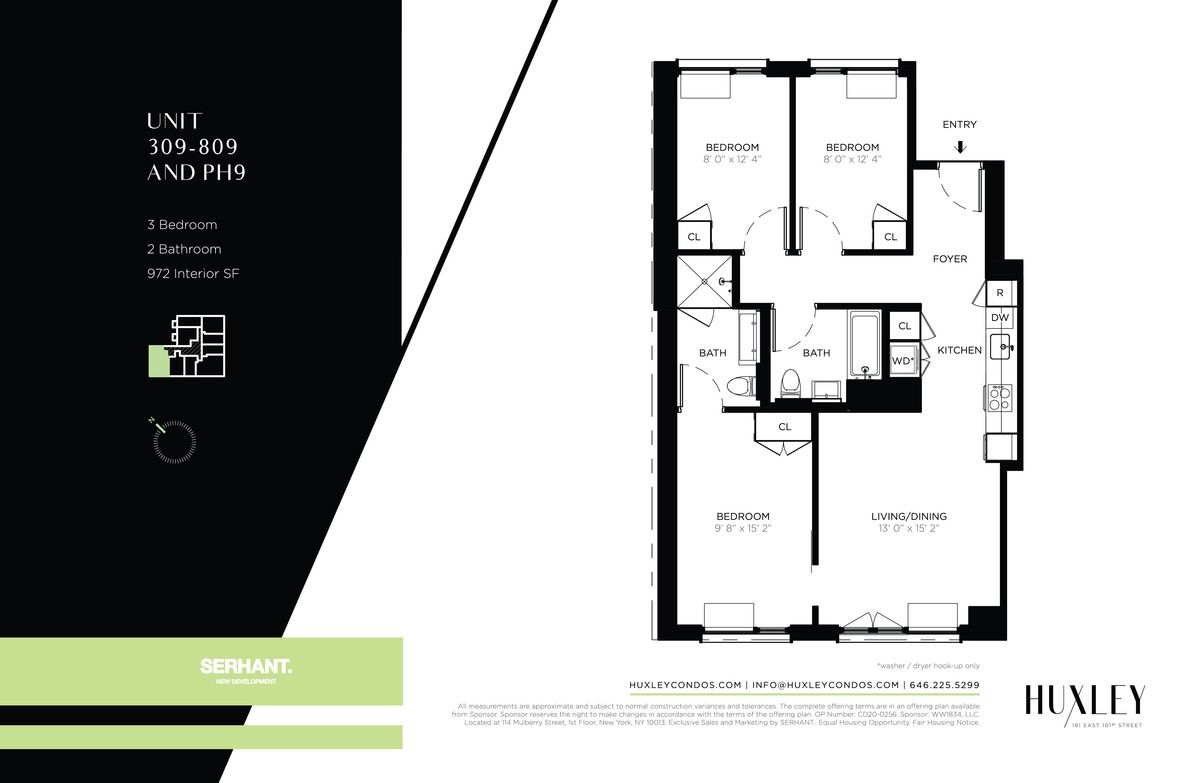 UNIT
309-809
AND PH9
3 Bedroom
2 Bathroom
972 Interior SF
N
SERHANT.
NEW DEVELOPMENT
ENTRY
BEDROOM
8' 0" x 12' 4"
BEDROOM
8' 0" x 12' 4"
CL
CL
FOYER
R
DW
CL
KITCHEN
WD*
BATH
BATH
CL
BEDROOM
9' 8" x 15' 2"
LIVING/DINING
13' 0" x 15' 2"
*washer / dryer hook-up only
HUXLEYCONDOS.COM | INFO@HUXLEYCONDOS.COM | 646.225.5299
All measurements are approximate and subject to normal construction variances and tolerances. The complete offering terms are in an offering plan available
from Sponsor. Sponsor reserves the right to make changes in accordance with the terms of the offering plan. OP Number: CD20-0256. Sponsor: WW1834, LLC.
Located at 114 Mulberry Street, 1st Floor, New York, NY 10013. Exclusive Sales and Marketing by SERHANT. Equal Housing Opportunity. Fair Housing Notice.
HUXLEY
181 EAST 101ST STREET